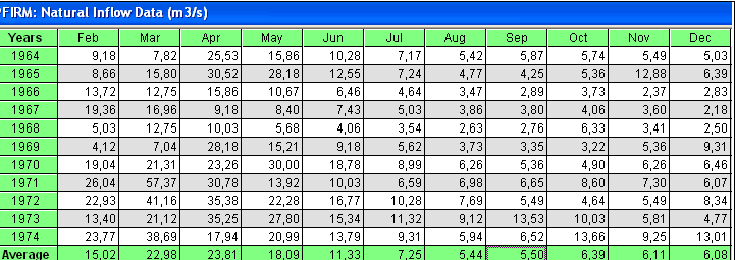 PFIRM: Natural Inflow Data (m3/s)
Years Feb Mar Apr May Jun Jul Aug Sep Oct Nov Dec
1964 9,18 7,82 25,53 15,86 10,28 7,17 5,42 5,87 5,74 5,49 5,03
1965 8,66 15,80 30,52 28,18 12,55 7,24 4,77 4,25 5,36 12,88 6,39
1966 13,72 12,75 15,86 10,67 6,46 4,64 3,47 2,89 3,73 2,37 2,83
1967 19,36 16,96 9,18 8,40 7,43 5,03 3,86 3,80 4,06 3,60 2,18
1968 5,03 12,75 10,03 5,68 4,06 3,54 2,63 2,76 6,33 3,41 2,50
1969 4,12 7,04 28,18 15,21 9,18 5,62 3,73 3,35 3,22 5,36 9,31
1970 19,04 21,31 23,26 30,00 18,78 8,99 6,26 5,36 4,90 6,26 6,46
1971 26,04 57,37 30,78 13,92 10,03 6,59 6,98 6,65 8,60 7,30 6,07
1972 22,93 41,16 35,38 22,28 16,77 10,28 7,69 5,49 4,64 5,49 8,34
1973 13,40 21,12 35,25 27,80 15,34 11,32 9,12 13,53 10,03 5,81 4,77
1974 23,77 38,69 17,94 20,99 13,79 9,31 5,94 6,52 13,66 9,25 13,01
Average 15,02 22,98 23,81 18,09 11,33 7,25 5,44 5,50 6,39 6,11 6,08